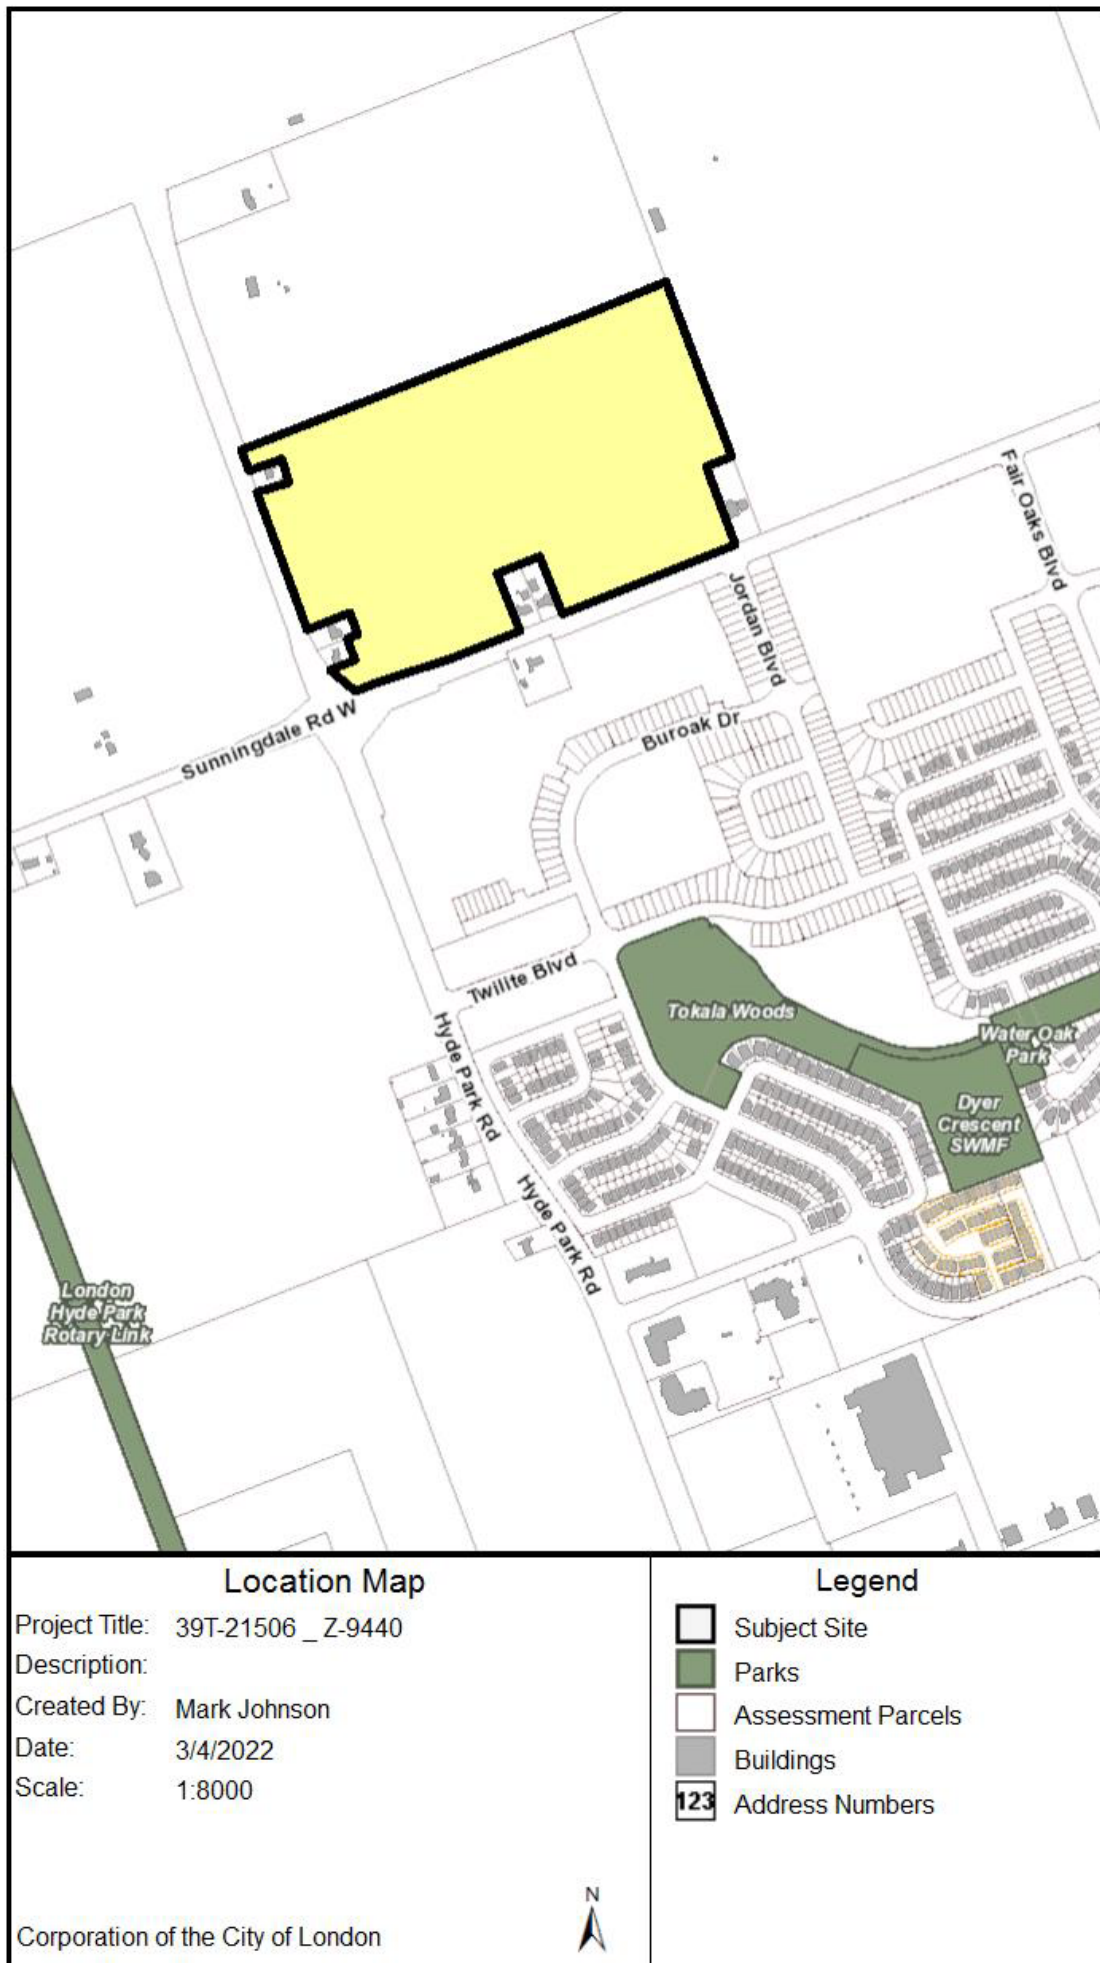 Fair Oaks Blvd
Jordan Blvd
Buroak Dr
Sunningdale Rd W
Twilite Blvd
Tokala Woods
Water Oak
Park
Hyde Park Rd
Dyer
Crescent
SWMF
Hyde Park Rd
London
Hyde Park
Rotary Link
Location Map
Project Title: 39T-21506 _ Z-9440
Description:
Created By: Mark Johnson
Date: 3/4/2022
Scale: 1:8000
Corporation of the City of London
N
Legend
Subject Site
Parks
Assessment Parcels
Buildings
123 Address Numbers